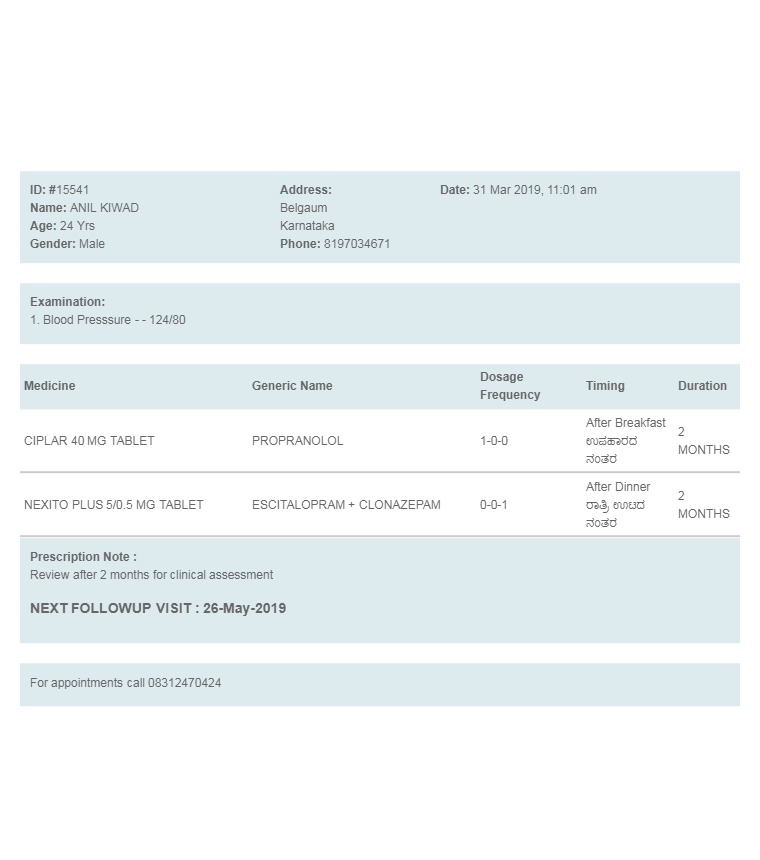 ID: #15541
Name: ANIL KIWAD
Age: 24 Yrs
Gender: Male
Address:
Belgaum
Karnataka
Phone: 8197034671
Date: 31 Mar 2019, 11:01 am
Examination:
1. Blood Presssure - - 124/80
Medicine Generic Name Dosage Frequency Timing Duration
CIPLAR 40 MG TABLET PROPRANOLOL 1-0-0 After Breakfast ಉಪಹಾರದ ನಂತರ 2 MONTHS
NEXITO PLUS 5/0.5 MG TABLET ESCITALOPRAM + CLONAZEPAM 0-0-1 After Dinner ರಾತ್ರಿ ಊಟದ ನಂತರ 2 MONTHS
Prescription Note :
Review after 2 months for clinical assessment
NEXT FOLLOWUP VISIT : 26-May-2019
For appointments call 08312470424